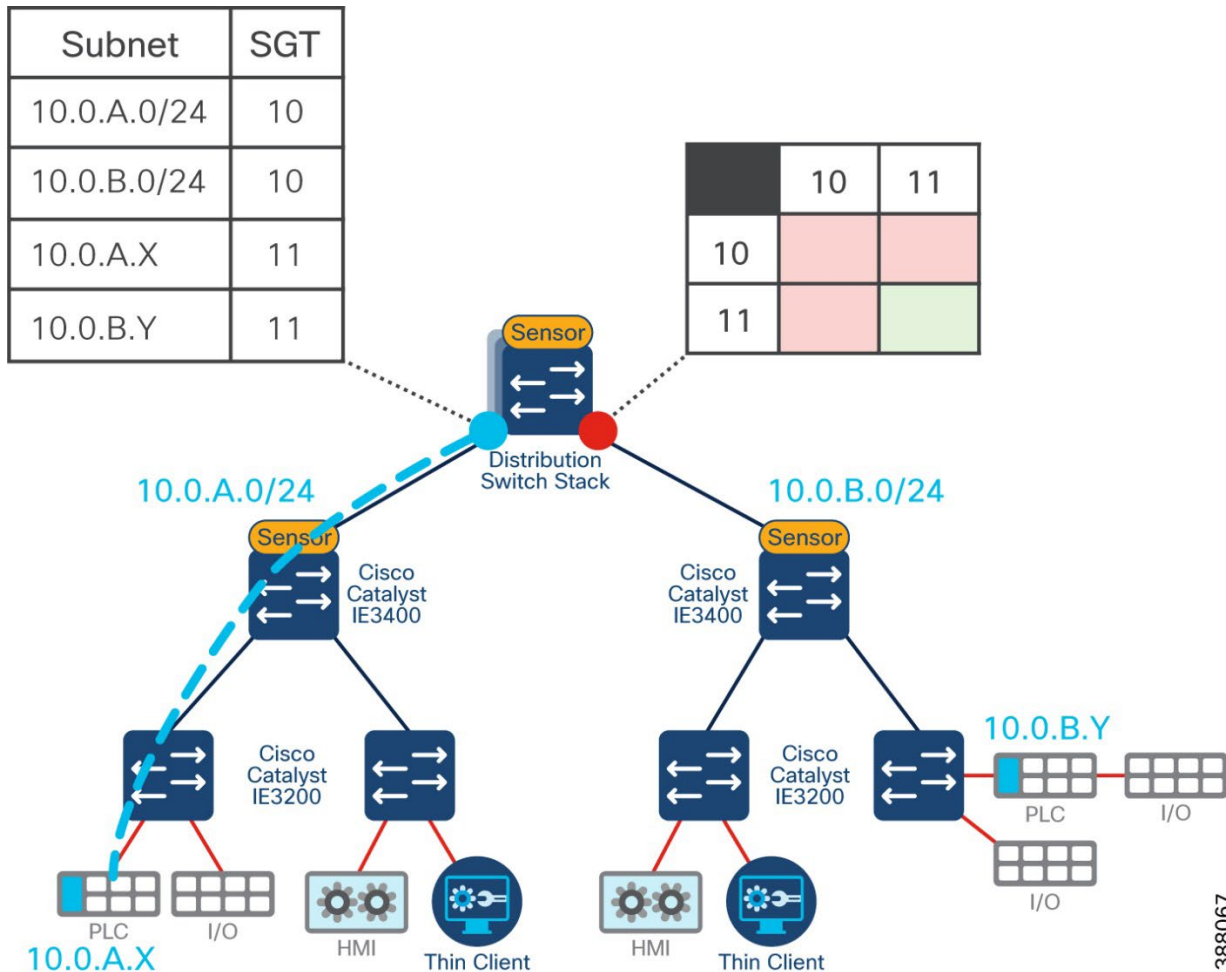 Subnet SGT
10.0.A.0/24 10
10.0.B.0/24 10
10.0.A.X 11
10.0.B.Y 11
10 11
10
11
Sensor
Distribution
Switch Stack
10.0.A.0/24
10.0.B.0/24
Sensor
Cisco
Catalyst
IE3400
Sensor
Cisco
Catalyst
IE3400
Cisco
Catalyst
IE3200
Cisco
Catalyst
IE3200
10.0.B.Y
PLC
I/O
I/O
PLC
I/O
10.0.A.X
HMI
Thin Client
HMI
Thin Client
388067